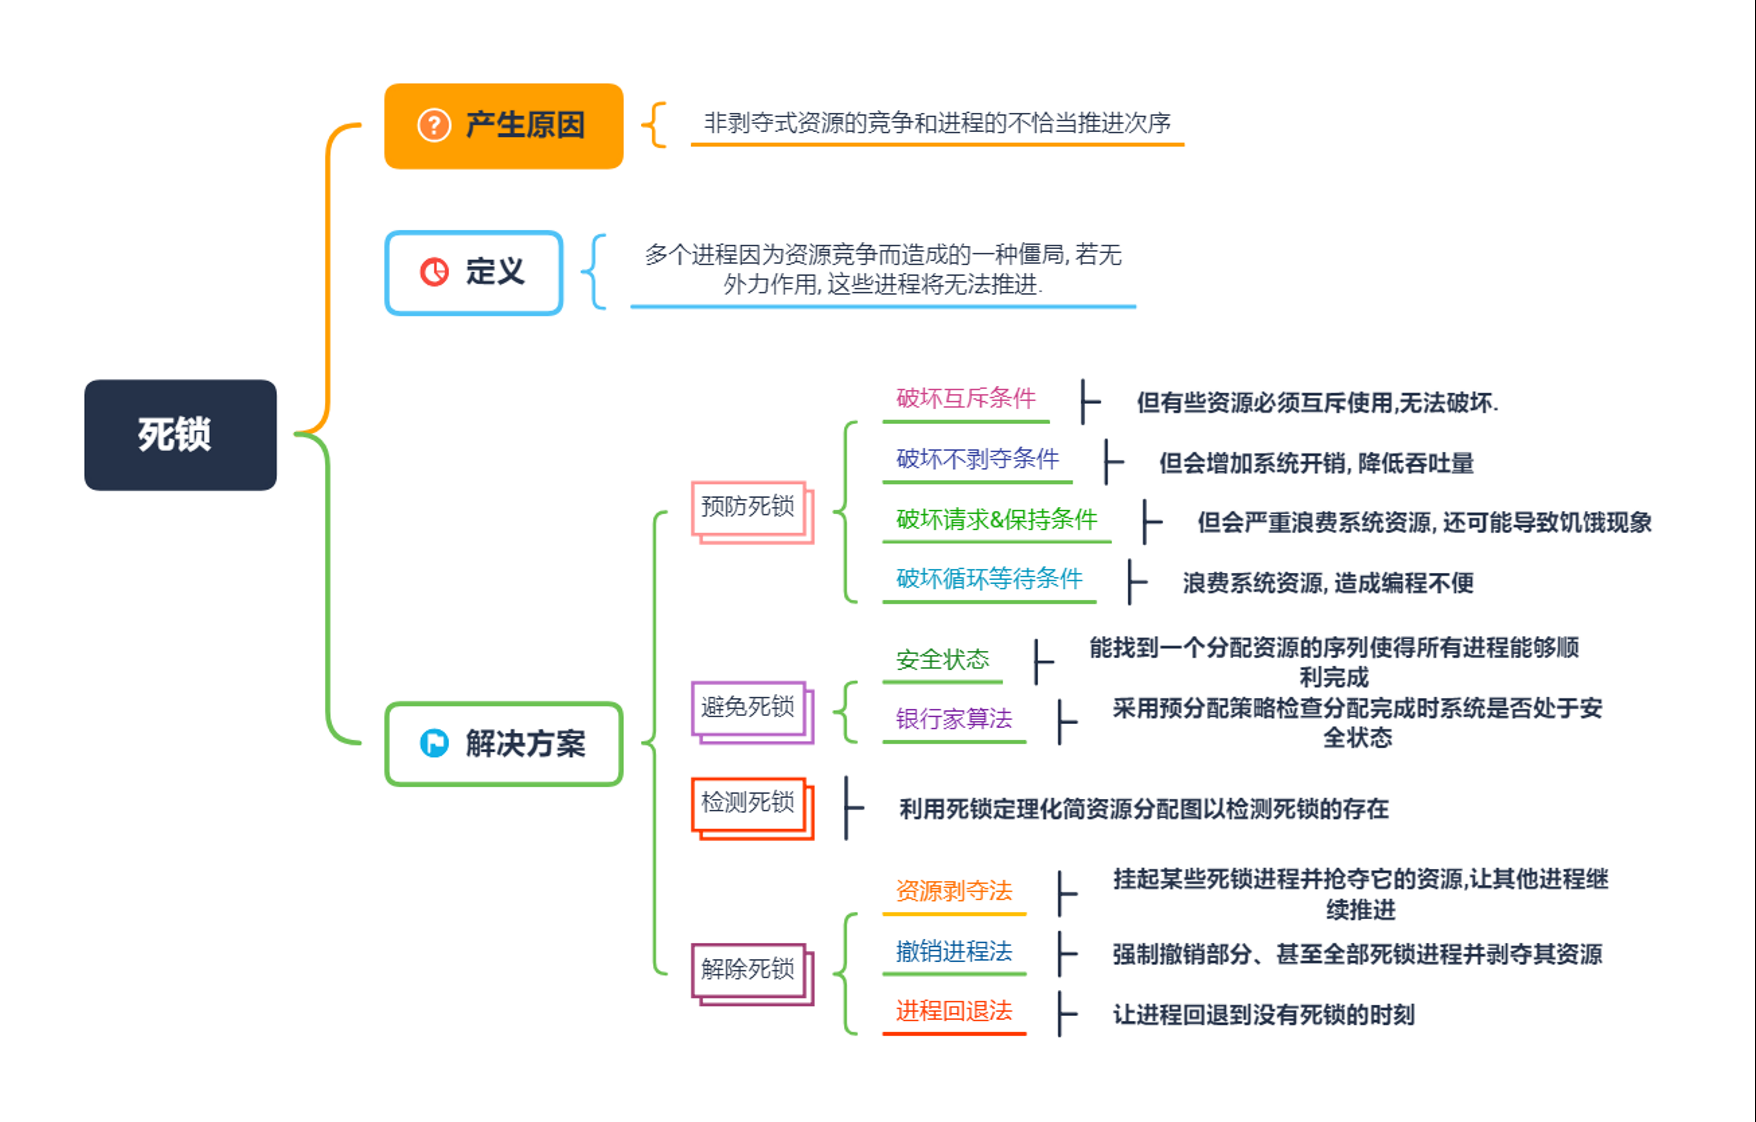 死锁
产生原因
非剥夺式资源的竞争和进程的不恰当推进次序
定义
多个进程因为资源竞争而造成的一种僵局, 若无
外力作用, 这些进程将无法推进.
解决方案
预防死锁
破坏互斥条件
但有些资源必须互斥使用,无法破坏.
破坏不剥夺条件
但会增加系统开销, 降低吞吐量
破坏请求&保持条件
但会严重浪费系统资源, 还可能导致饥饿现象
破坏循环等待条件
浪费系统资源, 造成编程不便
避免死锁
安全状态
能找到一个分配资源的序列使得所有进程能够顺
利完成
银行家算法
采用预分配策略检查分配完成时系统是否处于安
全状态
检测死锁
利用死锁定理化简资源分配图以检测死锁的存在
解除死锁
资源剥夺法
挂起某些死锁进程并抢夺它的资源,让其他进程继
续推进
撤销进程法
强制撤销部分、甚至全部死锁进程并剥夺其资源
进程回退法
让进程回退到没有死锁的时刻